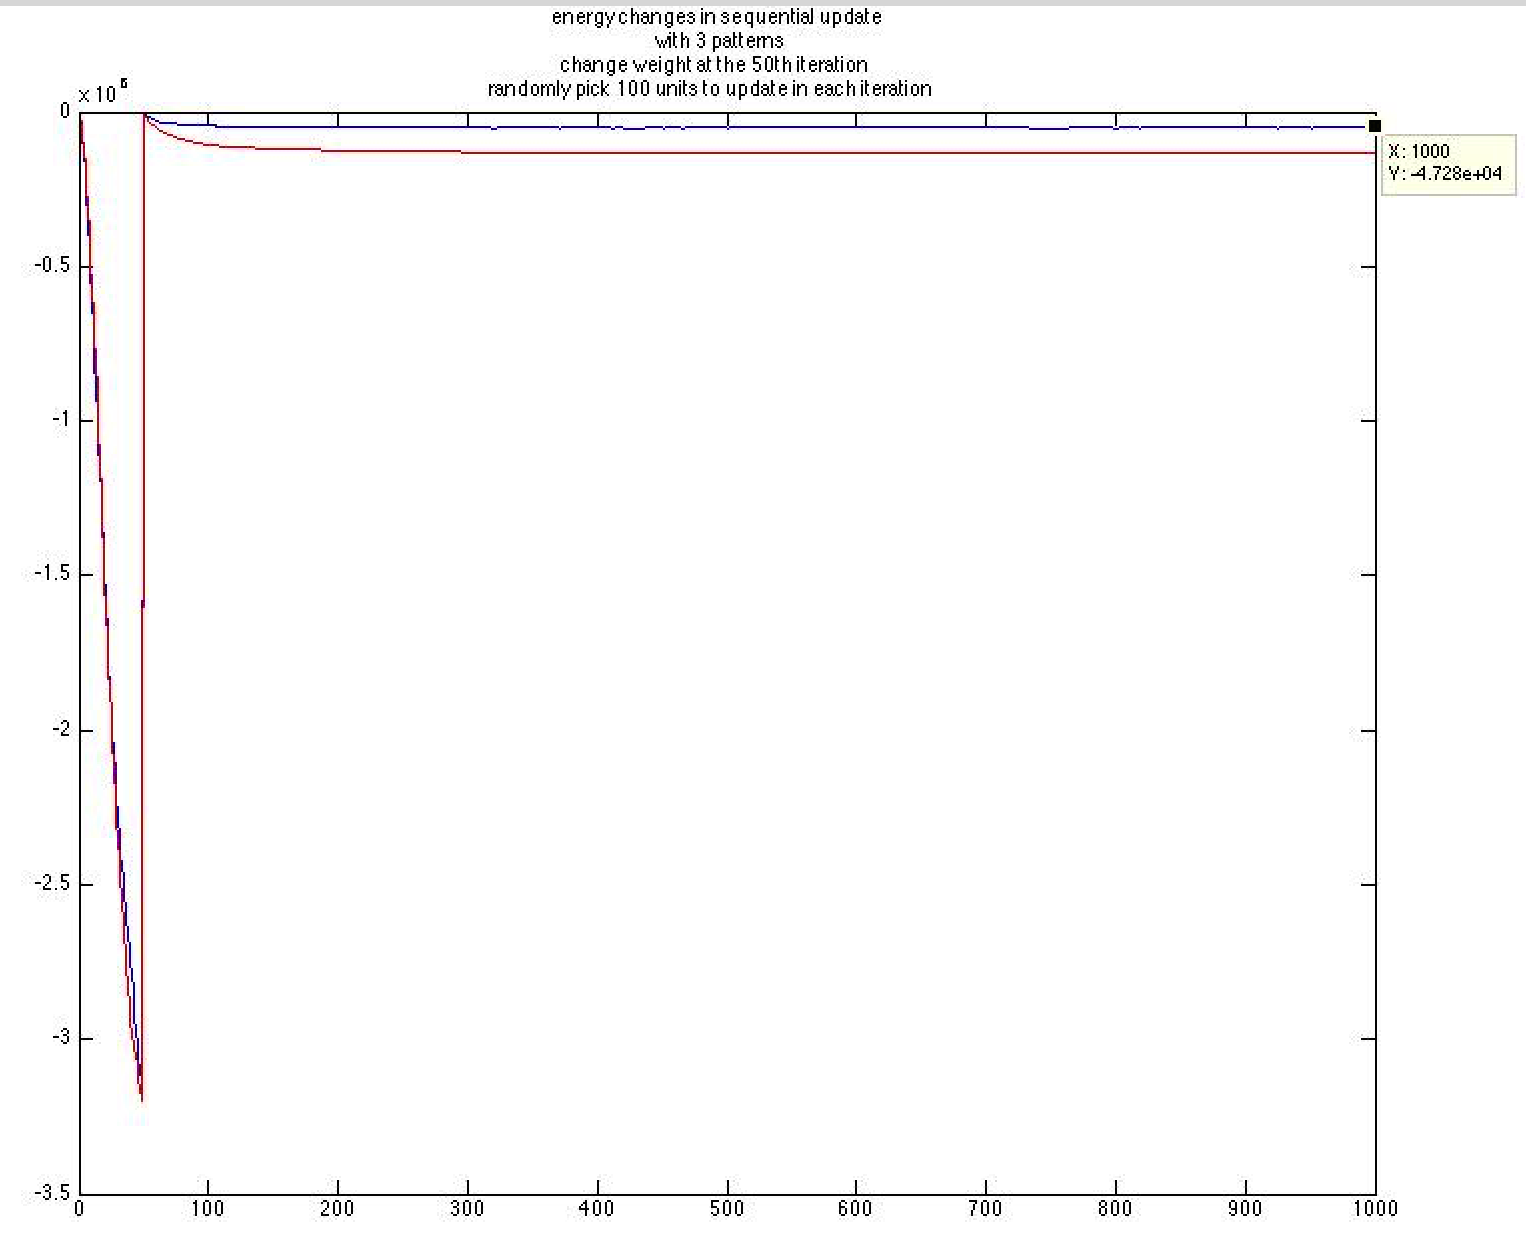 energy changes in sequential update
with 3 patterns
change weight at the 50th iteration
randomly pick 100 units to update in each iteration
x 10^6
0
-0.5
-1
-1.5
-2
-2.5
-3
-3.5
X: 1000
Y: -4.728e+04
0 100 200 300 400 500 600 700 800 900 1000